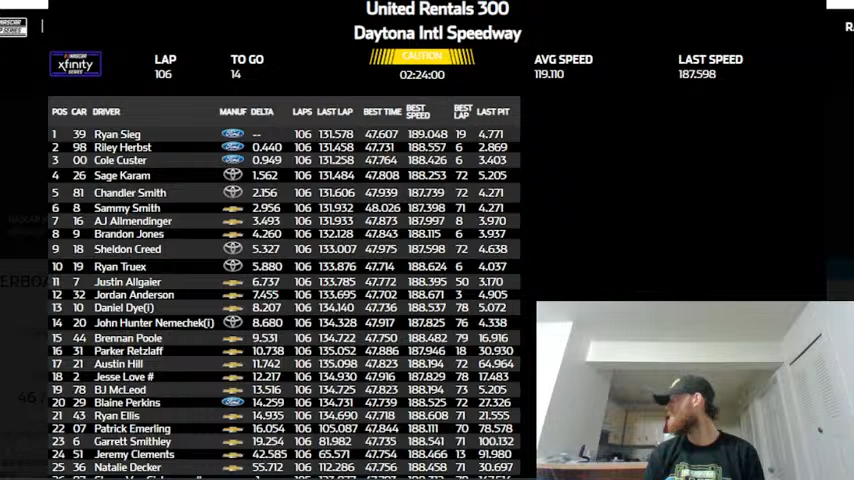 United Rentals 300
Daytona Intl Speedway
xfinity SERIES LAP 106 TO GO 14 CAUTION 02:24:00 AVG SPEED 119.110 LAST SPEED 187.598
POS CAR DRIVER MANUF DELTA LAPS LAST LAP BEST TIME BEST SPEED BEST LAP LAST PIT
1 39 Ryan Sieg Ford -- 106 131.578 47.607 189.048 19 4.771
2 98 Riley Herbst Ford 0.440 106 131.458 47.731 188.557 6 2.869
3 00 Cole Custer Ford 0.949 106 131.258 47.764 188.426 6 3.403
4 26 Sage Karam 1.562 106 131.484 47.808 188.253 72 5.205
5 81 Chandler Smith 2.156 106 131.606 47.939 187.739 72 4.271
6 8 Sammy Smith 2.956 106 131.932 48.026 187.398 71 4.271
7 16 AJ Allmendinger 3.493 106 131.933 47.873 187.997 8 3.970
8 9 Brandon Jones 4.260 106 132.128 47.843 188.115 6 3.937
9 18 Sheldon Creed 5.327 106 133.007 47.975 187.598 72 4.638
10 19 Ryan Truex 5.880 106 133.876 47.714 188.624 6 4.037
11 7 Justin Allgaier 6.737 106 133.785 47.772 188.395 50 3.170
12 32 Jordan Anderson 7.455 106 133.695 47.702 188.671 3 4.905
13 10 Daniel Dye(i) 8.207 106 134.140 47.736 188.537 78 5.072
14 20 John Hunter Nemechek(i) 8.680 106 134.328 47.917 187.825 76 4.338
15 44 Brennan Poole 9.531 106 134.722 47.750 188.482 79 16.916
16 31 Parker Retzlaff 10.738 106 135.052 47.886 187.946 18 30.930
17 21 Austin Hill 11.742 106 135.098 47.823 188.194 72 64.964
18 2 Jesse Love # 12.217 106 134.930 47.916 187.829 78 17.483
19 78 BJ McLeod 13.516 106 134.725 47.823 188.194 73 5.205
20 29 Blaine Perkins Ford 14.259 106 134.731 47.739 188.525 72 27.326
21 43 Ryan Ellis 14.935 106 134.690 47.718 188.608 71 21.555
22 07 Patrick Emerling 16.054 106 105.087 47.844 188.111 70 78.578
23 6 Garrett Smithley 19.254 106 81.982 47.735 188.541 71 100.132
24 51 Jeremy Clements 42.585 106 65.571 47.754 188.466 13 91.980
25 36 Natalie Decker 55.712 106 112.286 47.756 188.458 71 30.697